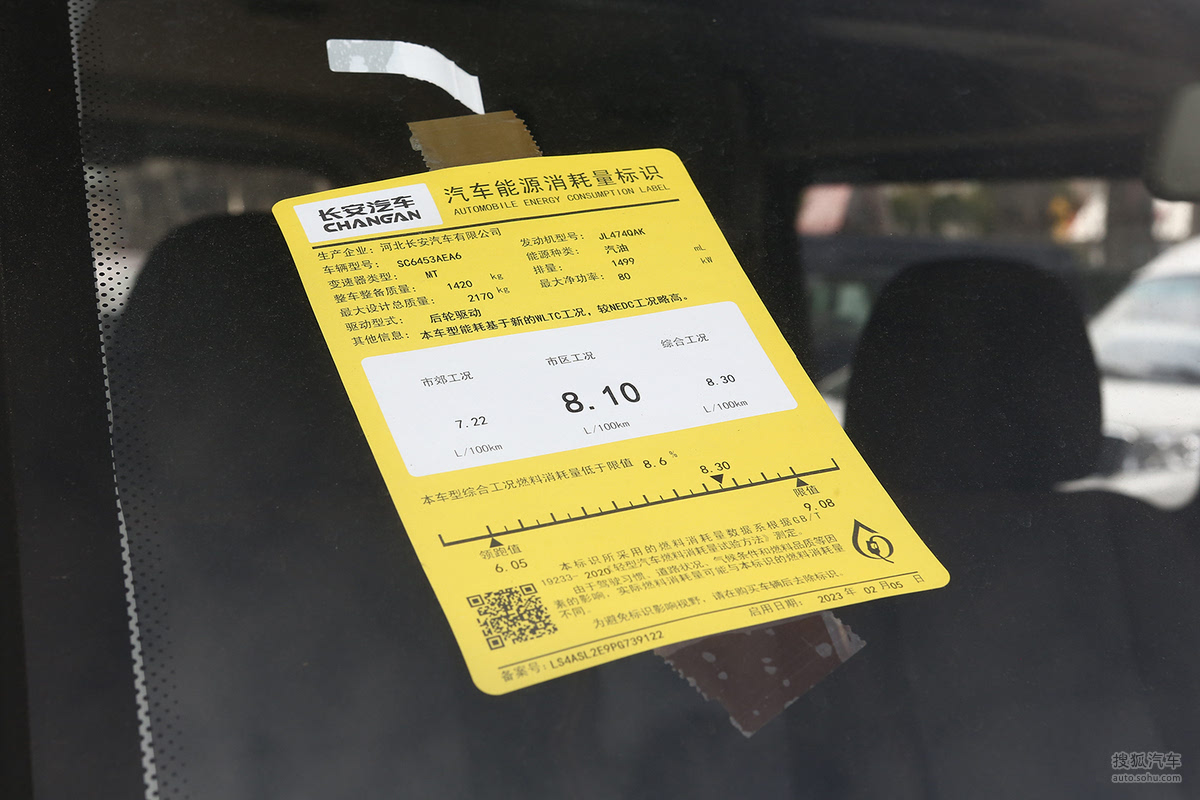 长安汽车
CHANGAN
汽车能源消耗量标识
AUTOMOBILE ENERGY CONSUMPTION LABEL
生产企业: 河北长安汽车有限公司
车辆型号: SC6453AEA6
变速器类型: MT
整车整备质量: 1420 kg
最大设计总质量: 2170 kg
驱动型式: 后轮驱动
其他信息: 本车型能耗基于新的WLTC工况，较NEDC工况略高。
发动机型号: JL474QAK
能源种类: 汽油
排量: 1499 mL
最大净功率: 80 kW
市郊工况
7.22
L/100km
市区工况
8.10
L/100km
综合工况
8.30
L/100km
本车型综合工况燃料消耗量低于限值 8.6 %
8.30
领跑值
6.05
限值
9.08
本标识所采用的燃料消耗量数据系根据GB/T
19233- 2020《轻型汽车燃料消耗量试验方法》测定.
由于驾驶习惯、道路状况、气候条件和燃料品质等因
素的影响, 实际燃料消耗量可能与本标识的燃料消耗量
不同.
为避免标识影响视野, 请在购买车辆后去除标识.
启用日期: 2023 年 02 月 05 日
备案号: LS4ASL2E9PG739122
搜狐汽车
auto.sohu.com